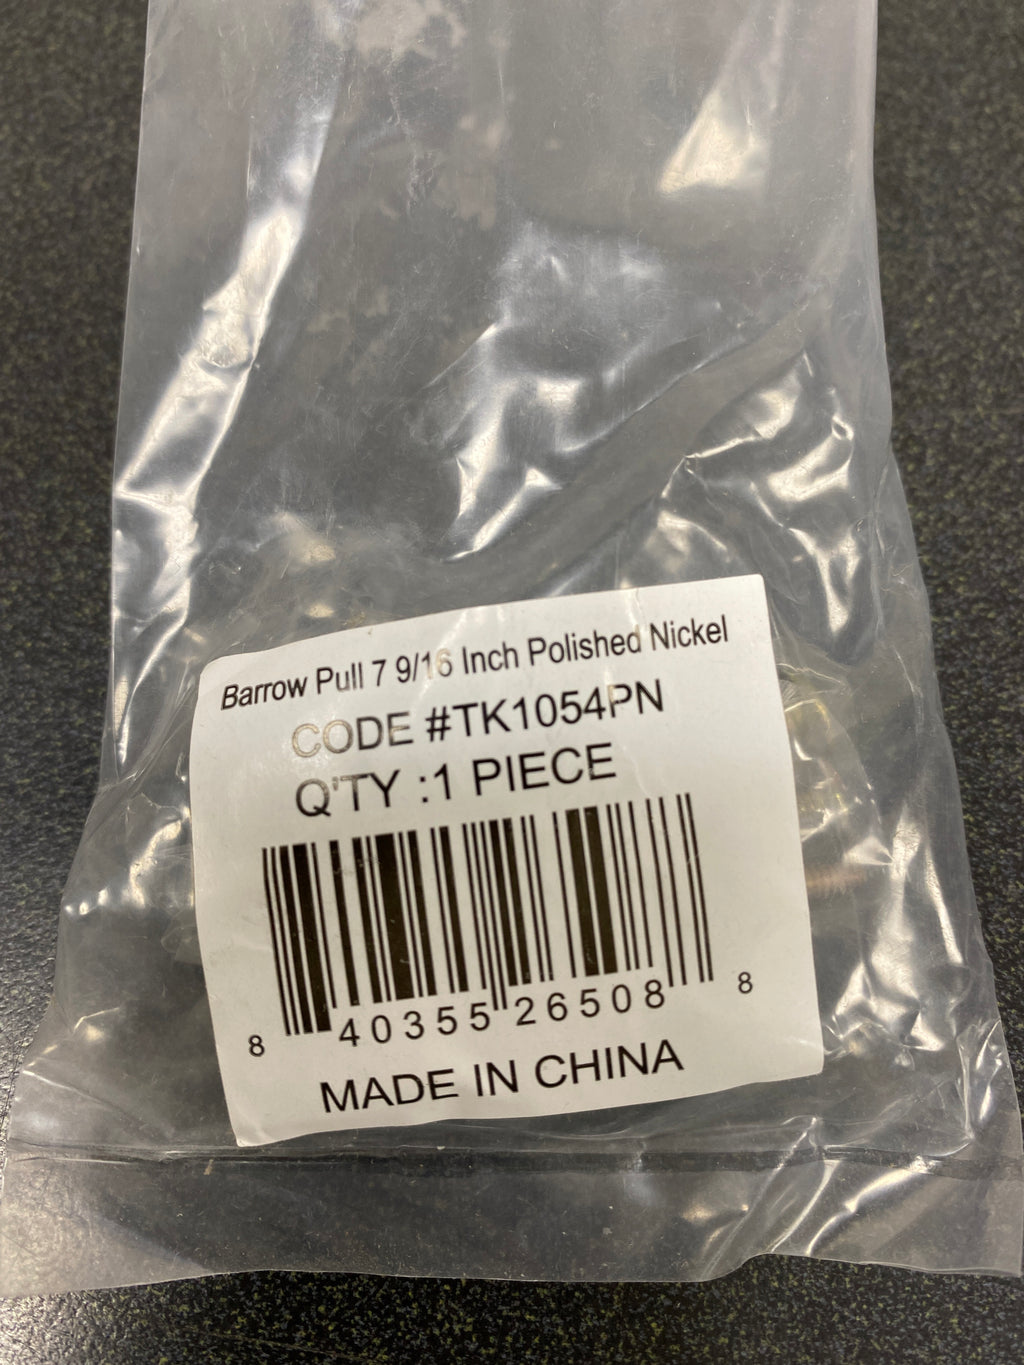 Barrow Pull 7 9/16 Inch Polished Nickel
CODE #TK1054PN
Q'TY :1 PIECE
8 40355 26508 8
MADE IN CHINA